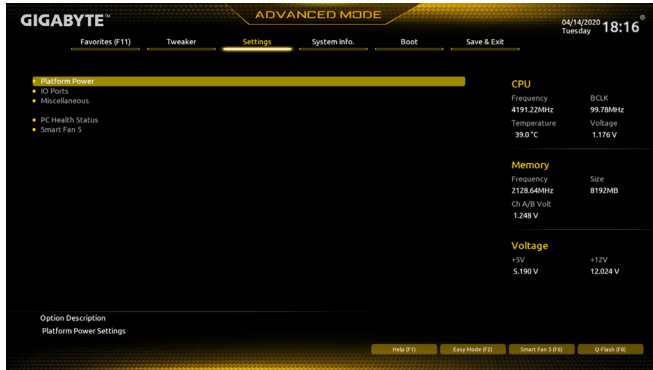 GIGABYTE™
ADVANCED MODE
04/14/2020
Tuesday
18:16
Favorites (F11) Tweaker Settings System Info. Boot Save & Exit
Platform Power
IO Ports
Miscellaneous
PC Health Status
Smart Fan 5
CPU
Frequency BCLK
4191.22MHz 99.78MHz
Temperature Voltage
39.0 °C 1.176 V
Memory
Frequency Size
2128.64MHz 8192MB
Ch A/B Volt
1.248 V
Voltage
+5V +12V
5.190 V 12.024 V
Option Description
Platform Power Settings
Help (F1) Easy Mode (F2) Smart Fan 5 (F6) Q-Flash (F8)